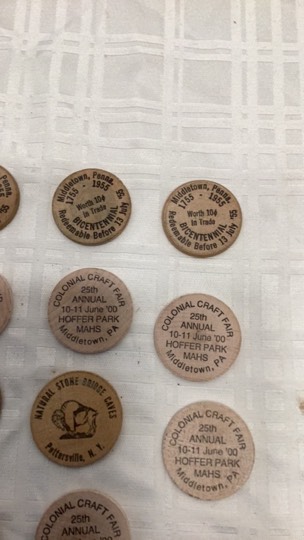 Penna.
55
Middletown, Penna.
1755 - 1955
Worth 10¢
in Trade
BICENTENNIAL
Redeemable Before 13 July '55
Middletown, Penna.
1755 - 1955
Worth 10¢
in Trade
BICENTENNIAL
Redeemable Before 13 July '55
COLONIAL CRAFT FAIR
25th
ANNUAL
10-11 June '00
HOFFER PARK
MAHS
Middletown, PA
COLONIAL CRAFT FAIR
25th
ANNUAL
10-11 June '00
HOFFER PARK
MAHS
Middletown, PA
NATURAL STONE BRIDGE CAVES
Pottersville, N. Y.
COLONIAL CRAFT FAIR
25th
ANNUAL
10-11 June '00
HOFFER PARK
MAHS
Middletown, PA
COLONIAL CRAFT FAIR
25th
ANNUAL